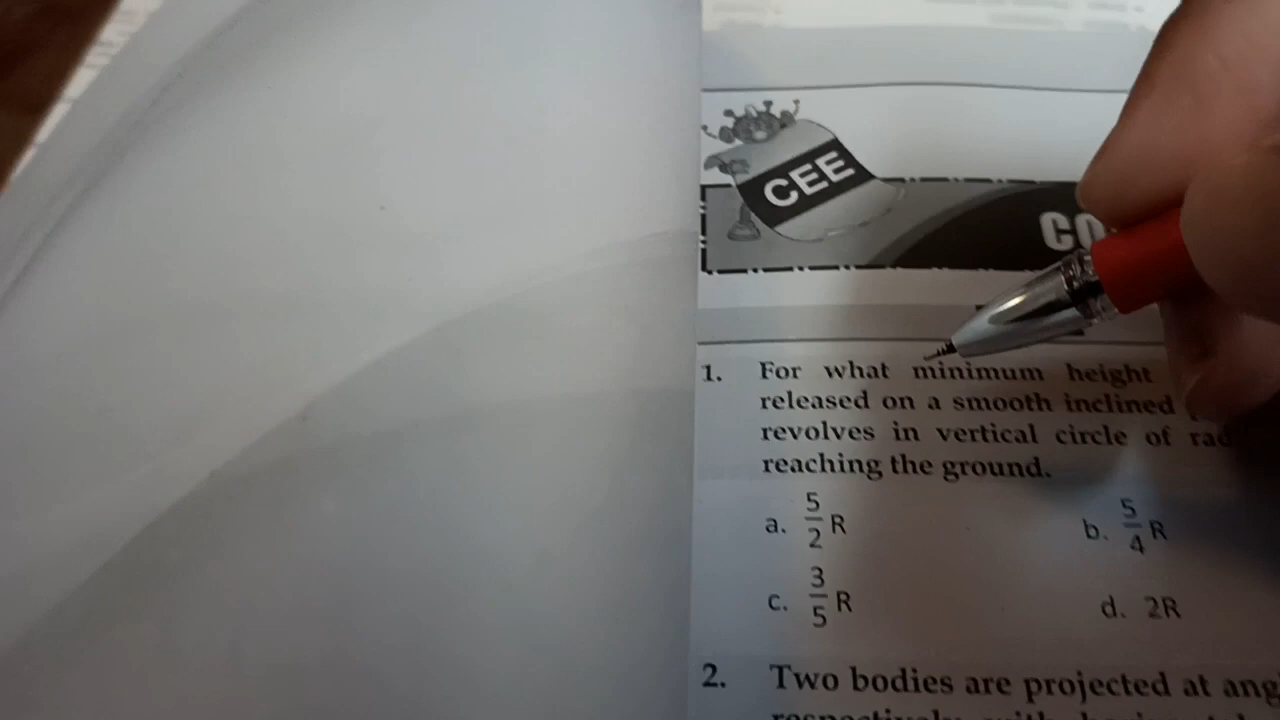 CEE
1. For what minimum height
released on a smooth inclined
revolves in vertical circle of
reaching the ground.
a. 5/2 R b. 5/4 R
c. 3/5 R d. 2R
2. Two bodies are projected at